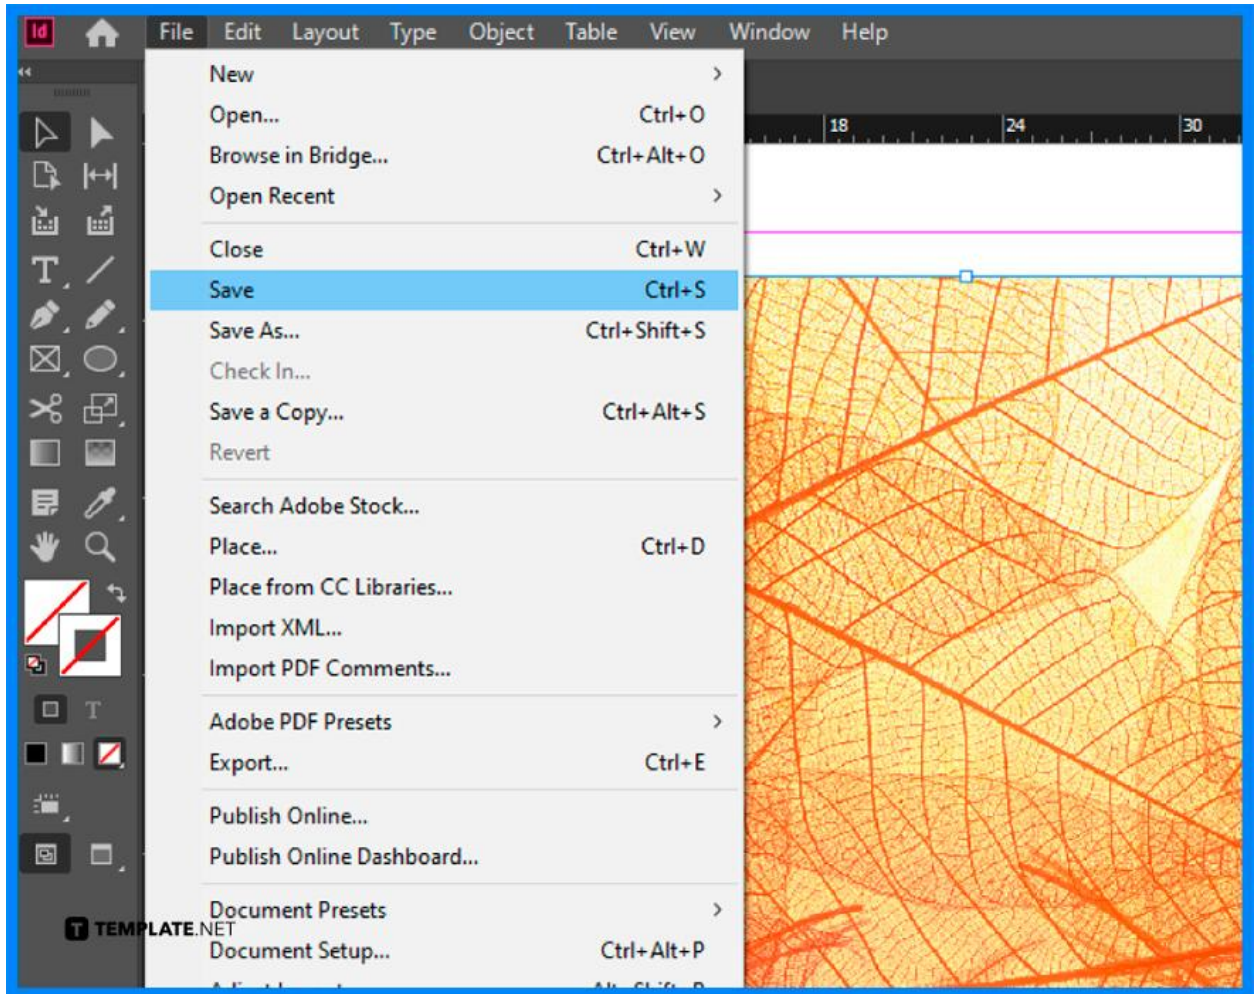 Id File Edit Layout Type Object Table View Window Help
New
Open... Ctrl+O
Browse in Bridge... Ctrl+Alt+O
Open Recent
18 24 30
Close Ctrl+W
Save Ctrl+S
Save As... Ctrl+Shift+S
Check In...
Save a Copy... Ctrl+Alt+S
Revert
Search Adobe Stock...
Place... Ctrl+D
Place from CC Libraries...
Import XML...
Import PDF Comments...
Adobe PDF Presets
Export... Ctrl+E
Publish Online...
Publish Online Dashboard...
Document Presets
T TEMPLATE.NET
Document Setup... Ctrl+Alt+P